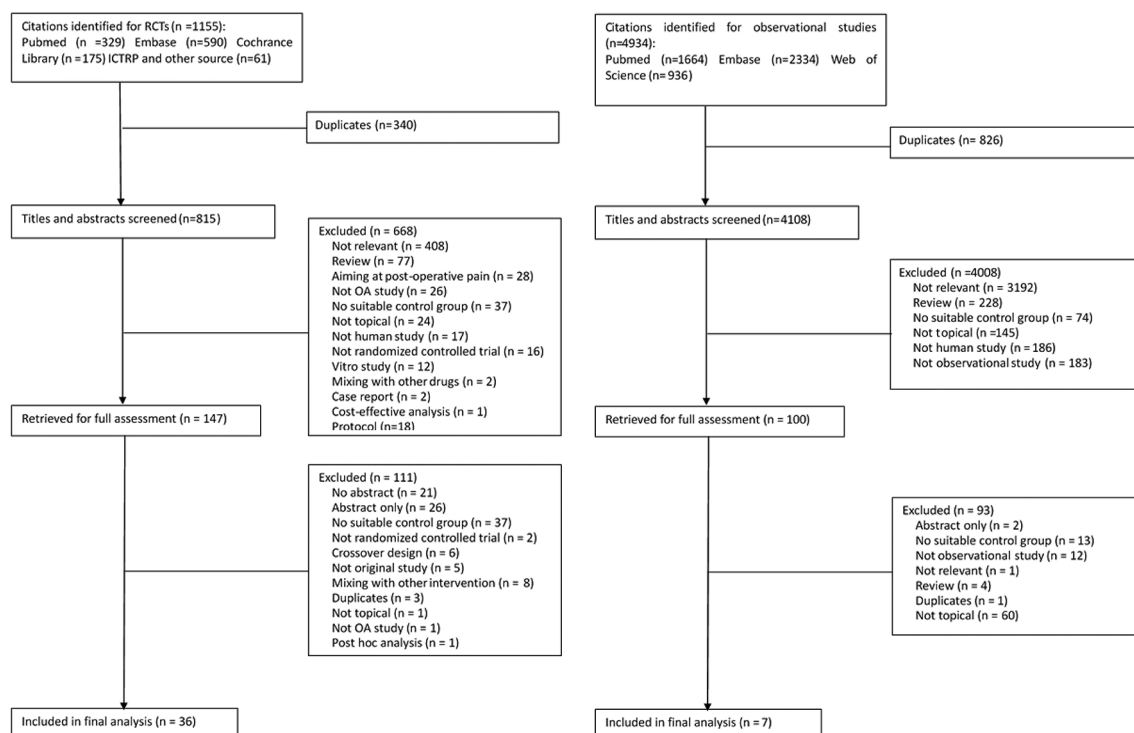 Citations identified for RCTs (n =1155):
Pubmed (n =329) Embase (n=590) Cochrance
Library (n =175) ICTRP and other source (n=61)
Duplicates (n=340)
Titles and abstracts screened (n=815)
Excluded (n = 668)
Not relevant (n = 408)
Review (n = 77)
Aiming at post-operative pain (n = 28)
Not OA study (n = 26)
No suitable control group (n = 37)
Not topical (n = 24)
Not human study (n = 17)
Not randomized controlled trial (n = 16)
Vitro study (n = 12)
Mixing with other drugs (n = 2)
Case report (n = 2)
Cost-effective analysis (n = 1)
Protocol (n=18)
Retrieved for full assessment (n = 147)
Excluded (n = 111)
No abstract (n = 21)
Abstract only (n = 26)
No suitable control group (n = 37)
Not randomized controlled trial (n = 2)
Crossover design (n = 6)
Not original study (n = 5)
Mixing with other intervention (n = 8)
Duplicates (n = 3)
Not topical (n = 1)
Not OA study (n = 1)
Post hoc analysis (n = 1)
Included in final analysis (n = 36)
Citations identified for observational studies
(n=4934):
Pubmed (n=1664) Embase (n=2334) Web of
Science (n= 936)
Duplicates (n= 826)
Titles and abstracts screened (n=4108)
Excluded (n =4008)
Not relevant (n = 3192)
Review (n = 228)
No suitable control group (n = 74)
Not topical (n =145)
Not human study (n = 186)
Not observational study (n = 183)
Retrieved for full assessment (n = 100)
Excluded (n = 93)
Abstract only (n = 2)
No suitable control group (n = 13)
Not observational study (n = 12)
Not relevant (n = 1)
Review (n = 4)
Duplicates (n = 1)
Not topical (n = 60)
Included in final analysis (n = 7)